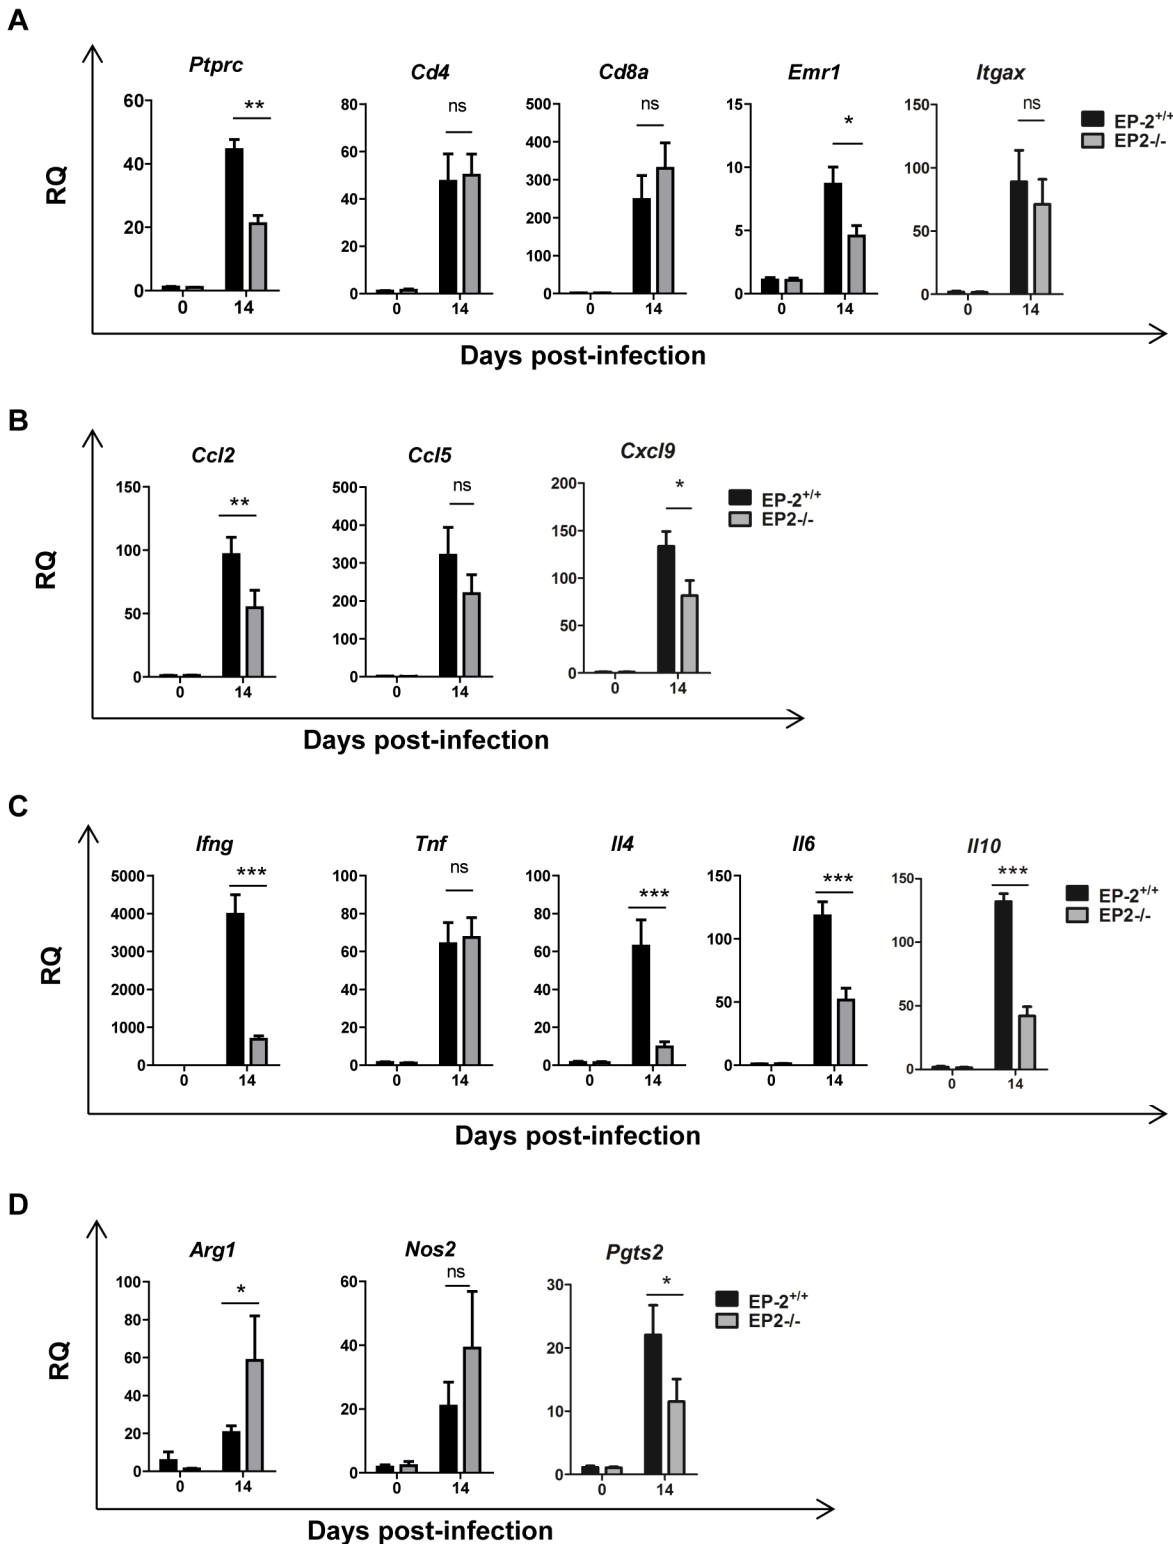 A
Ptprc Cd4 Cd8a Emr1 Itgax
RQ
60 40 20 0 ** 0 14
80 60 40 20 0 ns 0 14
500 400 300 200 100 0 ns 0 14
15 10 5 0 * 0 14
150 100 50 0 ns 0 14
EP-2+/+
EP2-/-
Days post-infection
B
Ccl2 Ccl5 Cxcl9
RQ
150 100 50 0 ** 0 14
500 400 300 200 100 0 ns 0 14
200 150 100 50 0 * 0 14
EP-2+/+
EP2-/-
Days post-infection
C
Ifng Tnf Il4 Il6 Il10
RQ
5000 4000 3000 2000 1000 0 *** 0 14
100 80 60 40 20 0 ns 0 14
100 80 60 40 20 0 *** 0 14
150 100 50 0 *** 0 14
150 100 50 0 *** 0 14
EP-2+/+
EP2-/-
Days post-infection
D
Arg1 Nos2 Pgts2
RQ
100 80 60 40 20 0 * 0 14
60 40 20 0 ns 0 14
30 20 10 0 * 0 14
EP-2+/+
EP2-/-
Days post-infection